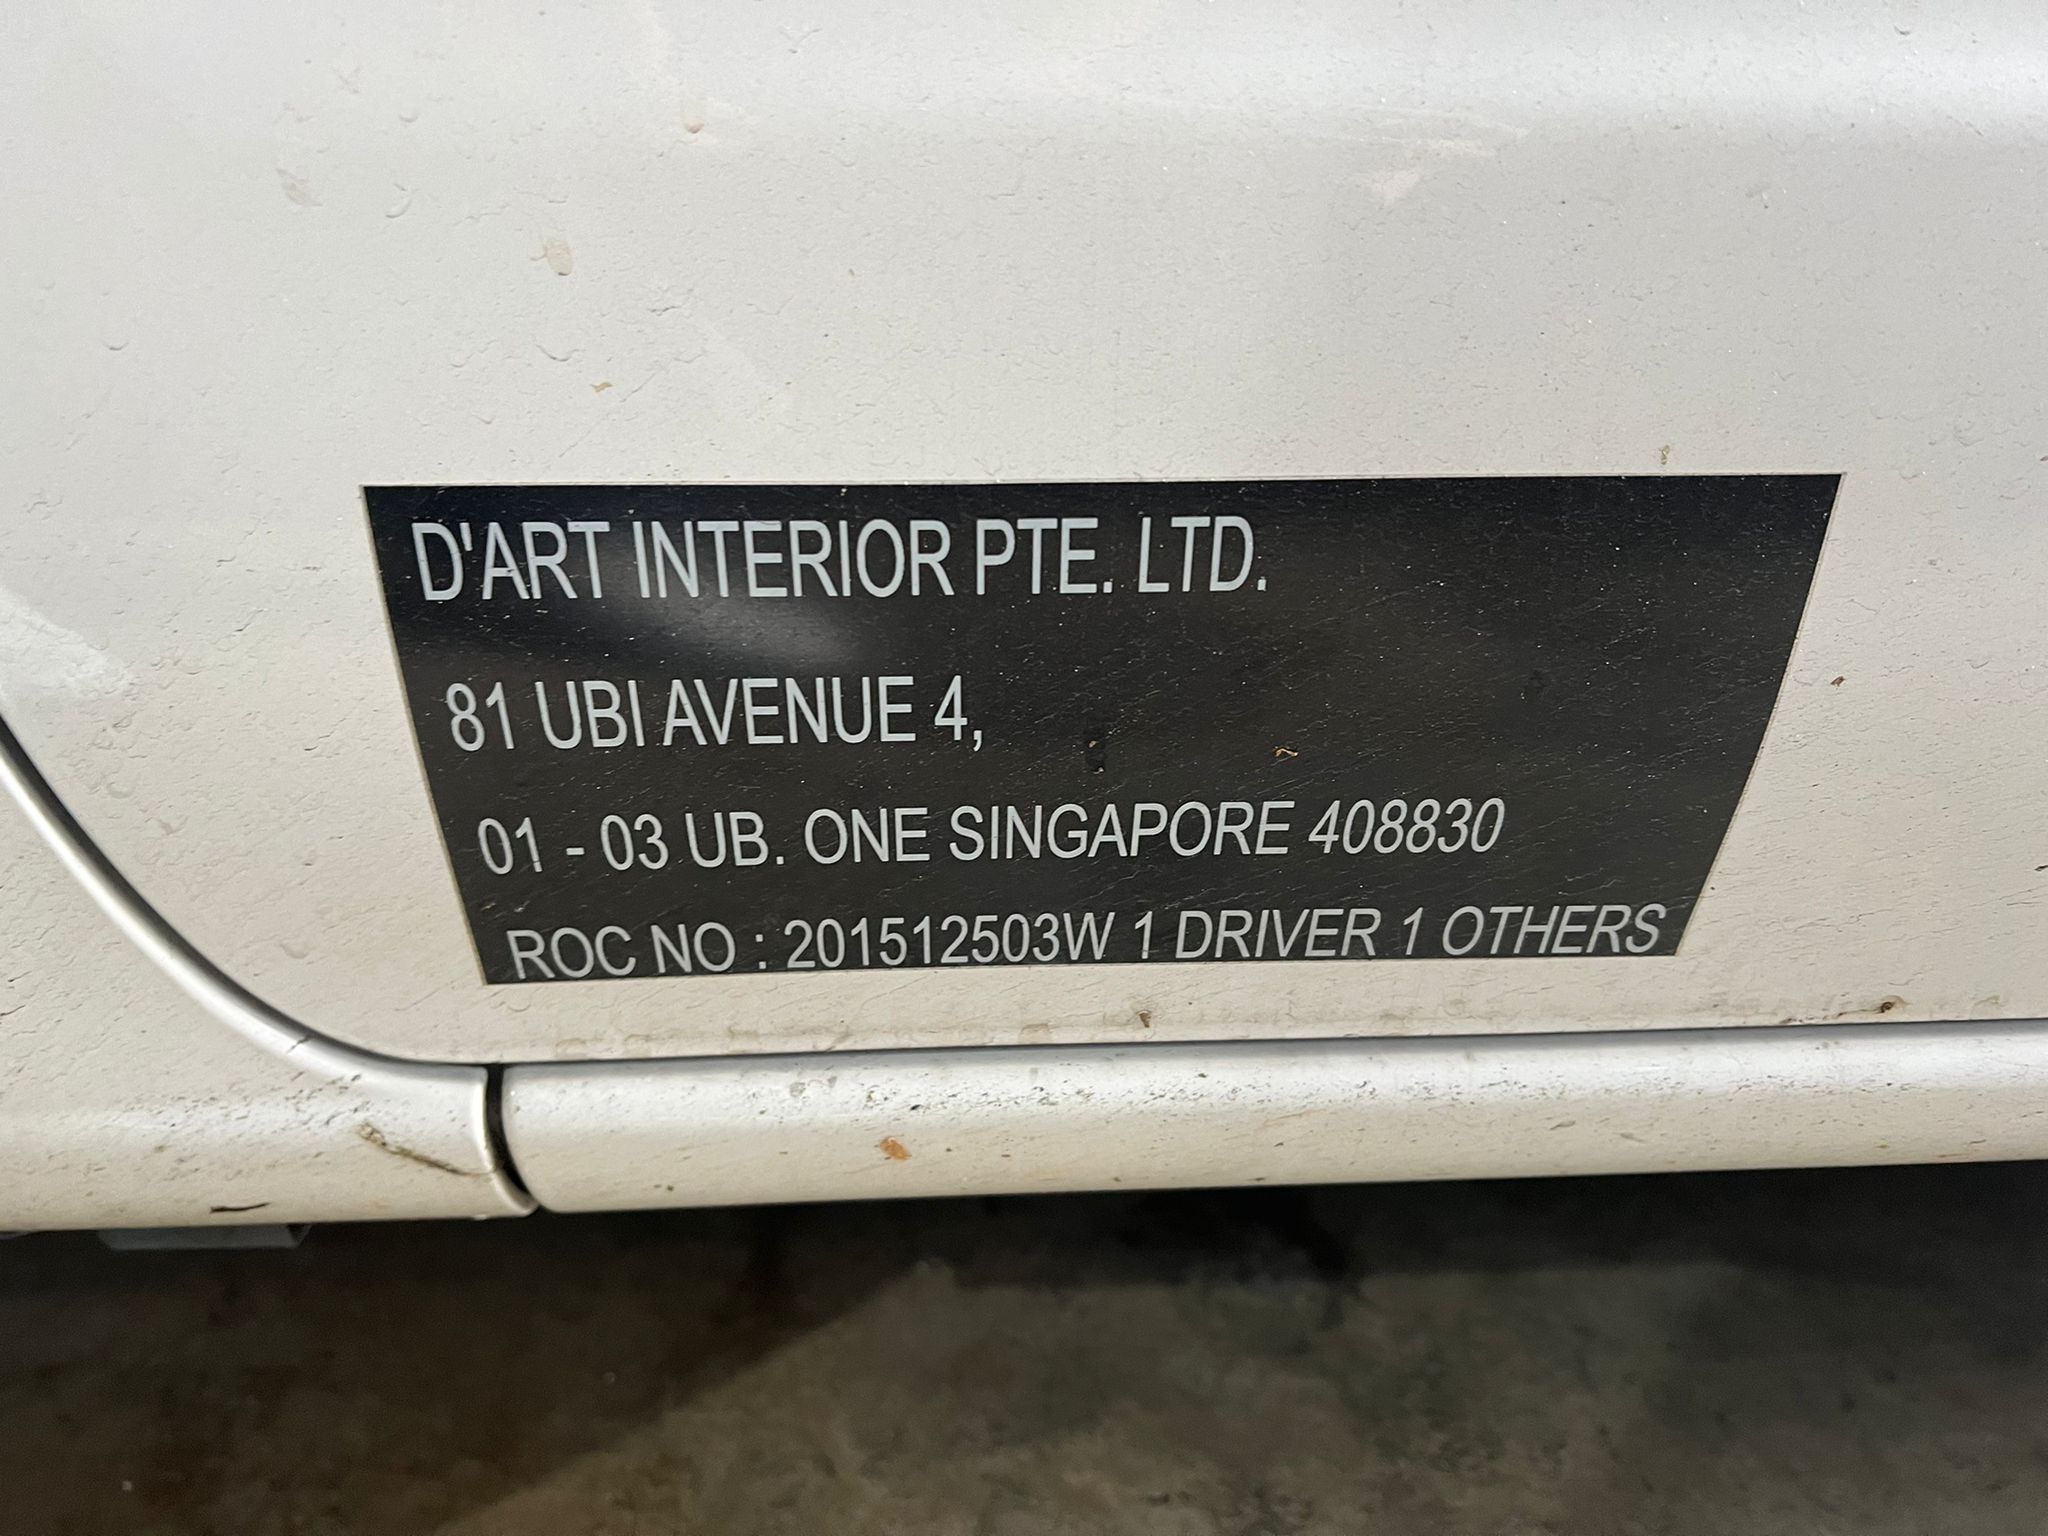 D'ART INTERIOR PTE. LTD.
81 UBI AVENUE 4,
01 - 03 UB. ONE SINGAPORE 408830
ROC NO : 201512503W 1 DRIVER 1 OTHERS